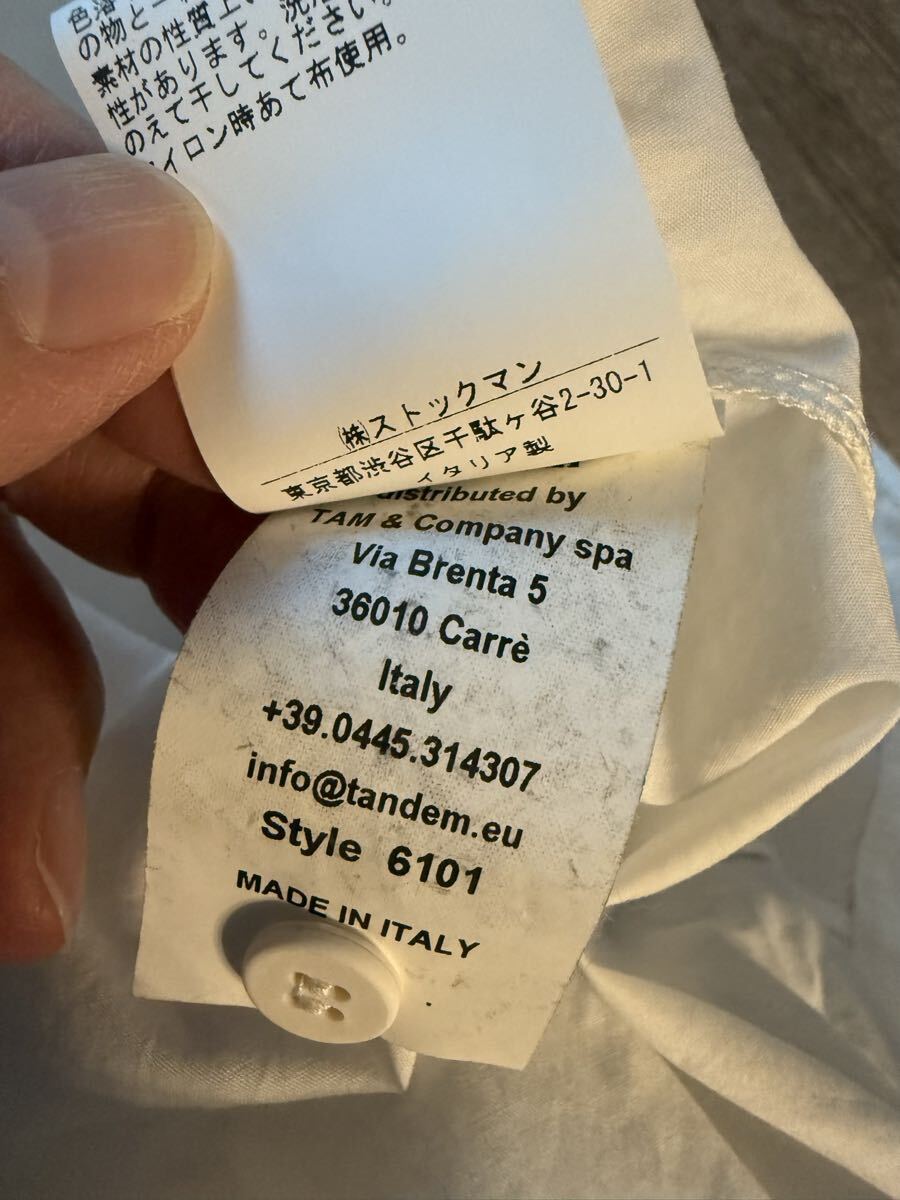 の物と
素材の性質上
性があります。洗
のえて干してください。
イロン時あて布使用。
㈱ストックマン
東京都渋谷区千駄ヶ谷2-30-1
イタリア製
distributed by
TAM & Company spa
Via Brenta 5
36010 Carrè
Italy
+39.0445.314307
info@tandem.eu
Style 6101
MADE IN ITALY